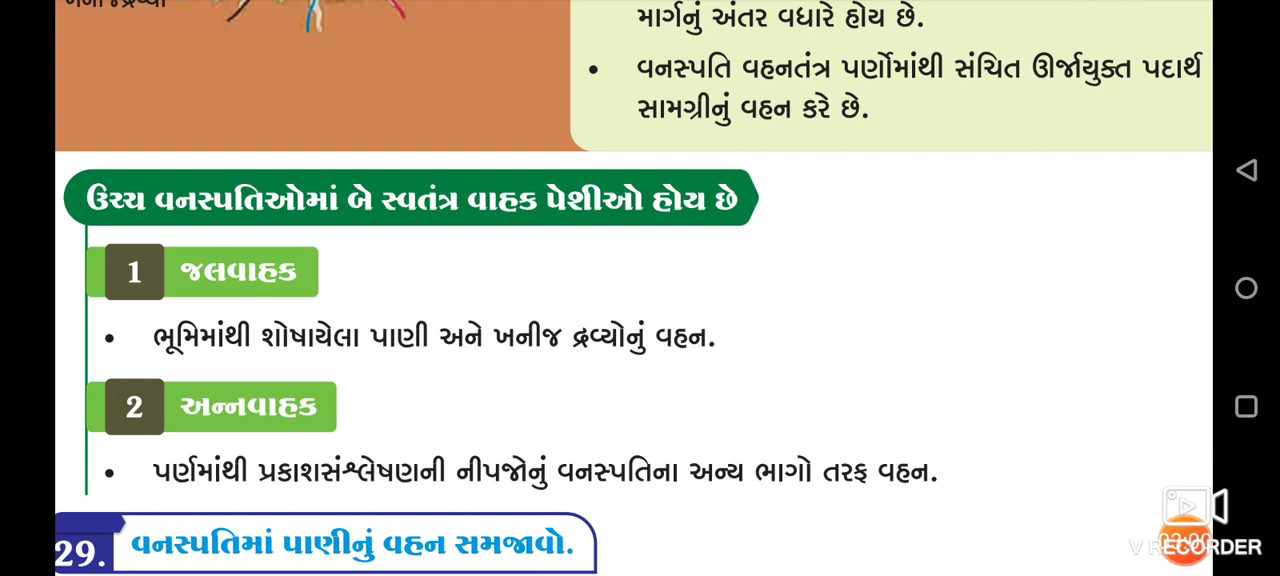 માર્ગનું અંતર વધારે હોય છે.
• વનસ્પતિ વહનતંત્ર પર્ણોમાંથી સંચિત ઊર્જાયુક્ત પદાર્થ
સામગ્રીનું વહન કરે છે.
ઉચ્ચ વનસ્પતિઓમાં બે સ્વતંત્ર વાહક પેશીઓ હોય છે
1 જલવાહક
• ભૂમિમાંથી શોષાયેલા પાણી અને ખનીજ દ્રવ્યોનું વહન.
2 અન્નવાહક
• પર્ણમાંથી પ્રકાશસંશ્લેષણની નીપજોનું વનસ્પતિના અન્ય ભાગો તરફ વહન.
29. વનસ્પતિમાં પાણીનું વહન સમજાવો.
V RECORDER